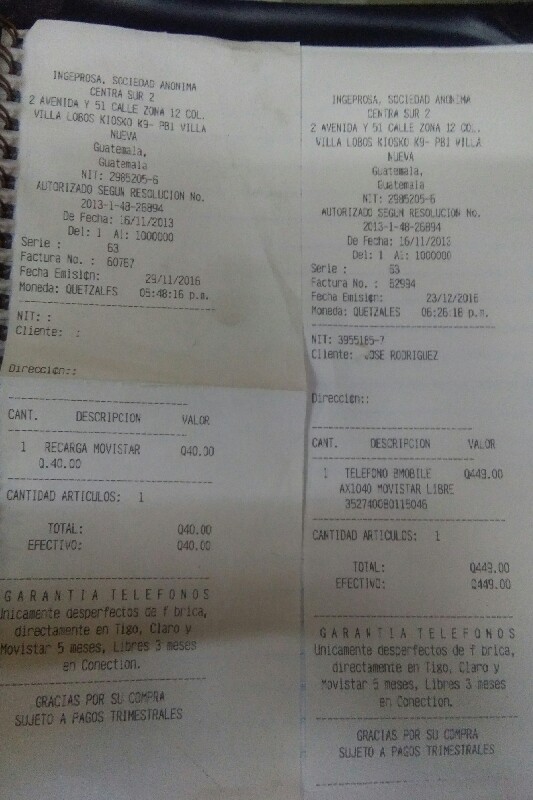 INGEPROSA, SOCIEDAD ANONIMA
CENTRA SUR 2
2 AVENIDA Y 51 CALLE ZONA 12 COL.
VILLA LOBOS KIOSKO K9- PB1 VILLA
NUEVA
Guatemala,
Guatemala
NIT: 2985205-6
AUTORIZADO SEGUN RESOLUCION No.
2013-1-48-26894
De Fecha: 16/11/2013
Del: 1 Al: 1000000
Serie : 63
Factura No. : 60767
Fecha Emisión: 29/11/2016
Moneda: QUETZALES 05:48:16 p.m.
NIT: :
Cliente: :
Dirección::
CANT. DESCRIPCION VALOR
1 RECARGA MOVISTAR Q40.00
Q.40.00
CANTIDAD ARTICULOS: 1
TOTAL: Q40.00
EFECTIVO: Q40.00
GARANTIA TELEFONOS
Unicamente desperfectos de f brica,
directamente en Tigo, Claro y
Movistar 5 meses, Libres 3 meses
en Conection.
GRACIAS POR SU COMPRA
SUJETO A PAGOS TRIMESTRALES
INGEPROSA, SOCIEDAD ANONIMA
CENTRA SUR 2
2 AVENIDA Y 51 CALLE ZONA 12 COL.
VILLA LOBOS KIOSKO K9- PB1 VILLA
NUEVA
Guatemala,
Guatemala
NIT: 2985205-6
AUTORIZADO SEGUN RESOLUCION No.
2013-1-48-26894
De Fecha: 16/11/2013
Del: 1 Al: 1000000
Serie : 63
Factura No. : 62994
Fecha Emisión: 23/12/2016
Moneda: QUETZALES 06:26:16 p.m.
NIT: 3955185-7
Cliente: JOSE RODRIGUEZ
Dirección::
CANT. DESCRIPCION VALOR
1 TELEFONO BMOBILE Q449.00
AX1040 MOVISTAR LIBRE
352740080115046
CANTIDAD ARTICULOS: 1
TOTAL: Q449.00
EFECTIVO: Q449.00
GARANTIA TELEFONOS
Unicamente desperfectos de f brica,
directamente en Tigo, Claro y
Movistar 5 meses, Libres 3 meses
en Conection.
GRACIAS POR SU COMPRA
SUJETO A PAGOS TRIMESTRALES